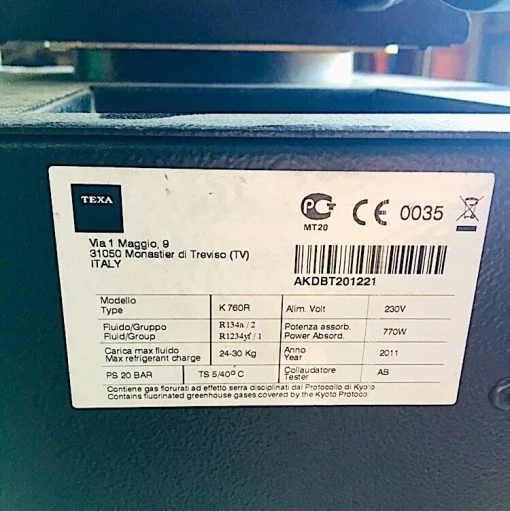 TEXA
Via 1 Maggio, 9
31050 Monastier di Treviso (TV)
ITALY
MT20
CE 0035
AKDBT201221
Modello
Type
K 760R
Alim. Volt
230V
Fluido/Gruppo
Fluid/Group
R134a / 2
R1234yf / 1
Potenza assorb.
Power Absord.
770W
Carica max fluido
Max refrigerant charge
24-30 Kg
Anno
Year
2011
PS 20 BAR
TS 5/40° C
Collaudatore
Tester
AB
Contiene gas florurati ad effetto serra disciplinati dal Protocollo di Kyoto
Contains fluorinated greenhouse gases covered by the Kyoto Protoco